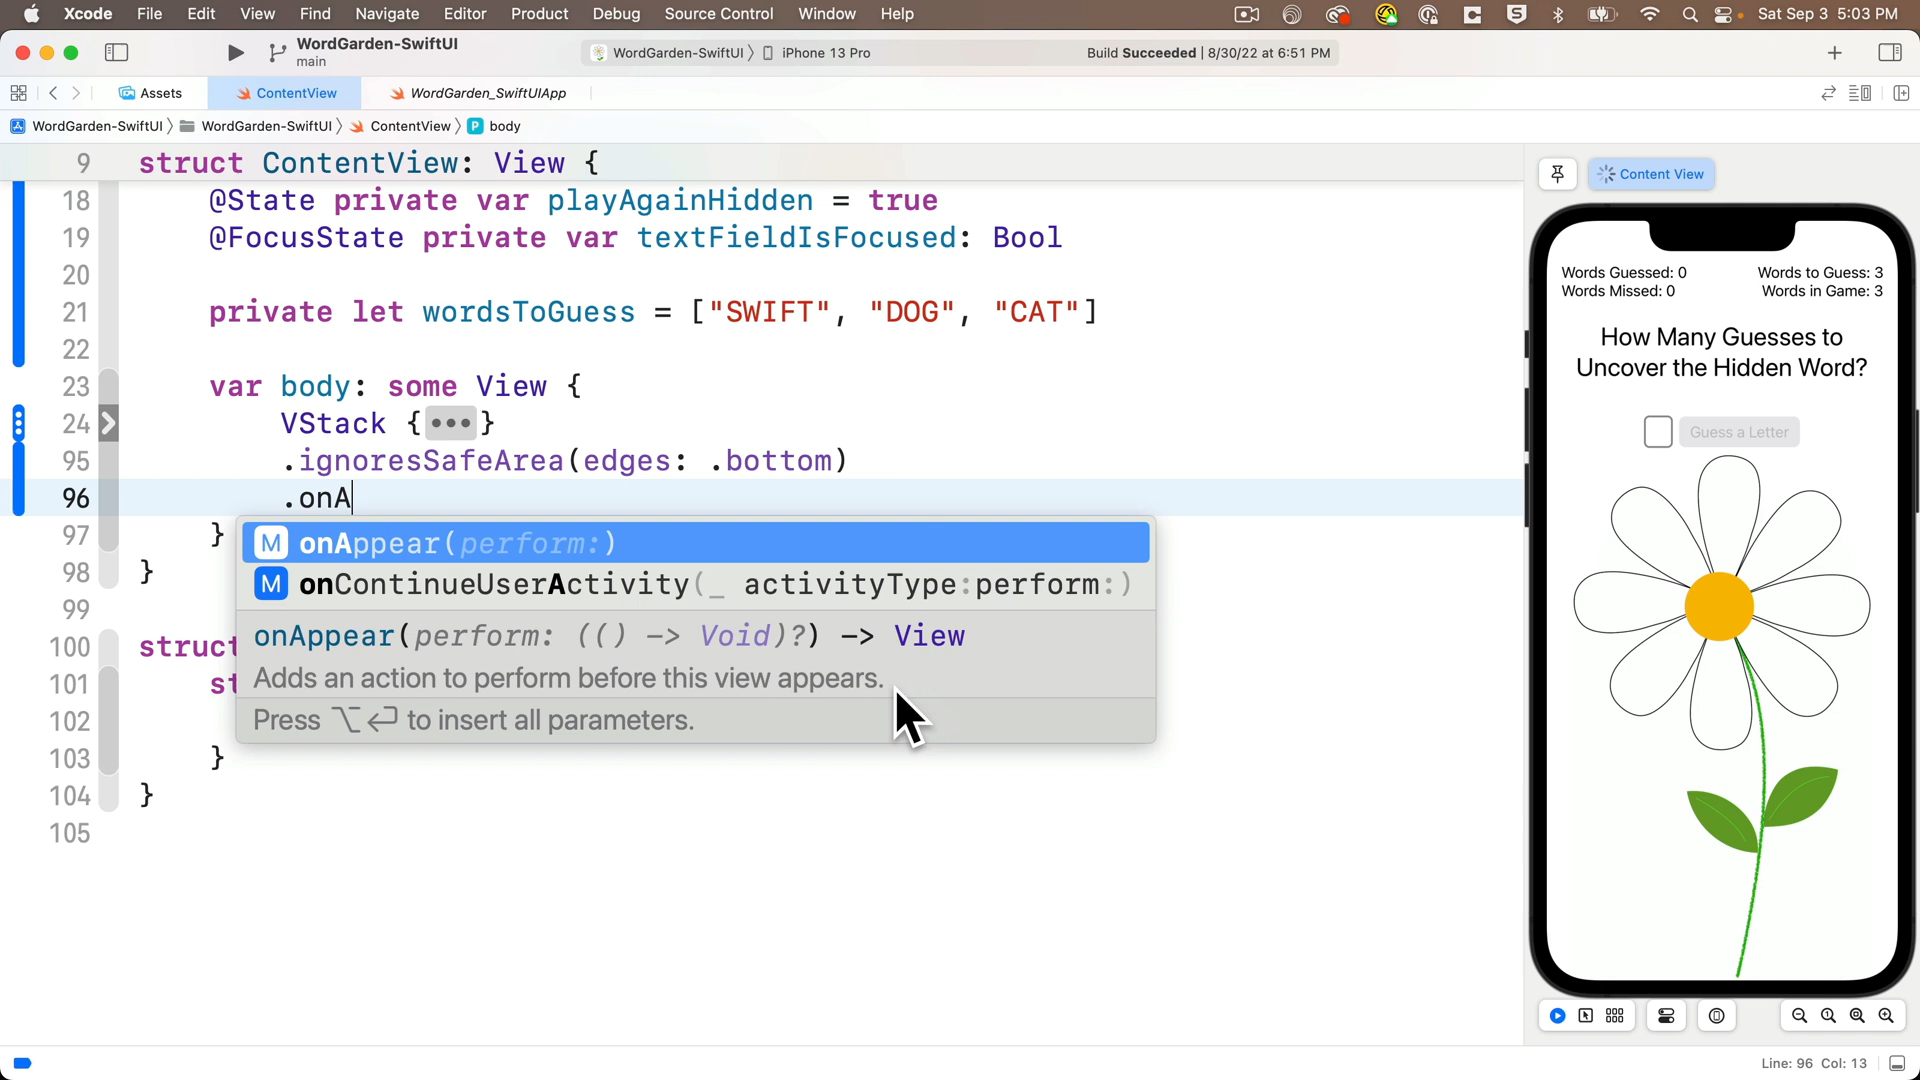 Xcode File Edit View Find Navigate Editor Product Debug Source Control Window Help Sat Sep 3 5:03 PM
WordGarden-SwiftUI
main
WordGarden-SwiftUI 〉 iPhone 13 Pro Build Succeeded | 8/30/22 at 6:51 PM
Assets ContentView WordGarden_SwiftUIApp
WordGarden-SwiftUI 〉 WordGarden-SwiftUI 〉 ContentView 〉 P body
9 struct ContentView: View {
18 @State private var playAgainHidden = true
19 @FocusState private var textFieldIsFocused: Bool
20
21 private let wordsToGuess = ["SWIFT", "DOG", "CAT"]
22
23 var body: some View {
24 VStack {•••}
95 .ignoresSafeArea(edges: .bottom)
96 .onA
97 }
98 }
99
100 struct
101 st
102
103 }
104 }
105
M onAppear(perform:)
M onContinueUserActivity(_ activityType:perform:)
onAppear(perform: (() -> Void)?) -> View
Adds an action to perform before this view appears.
Press ⌥↩ to insert all parameters.
Content View
Words Guessed: 0 Words to Guess: 3
Words Missed: 0 Words in Game: 3
How Many Guesses to
Uncover the Hidden Word?
Guess a Letter
Line: 96 Col: 13